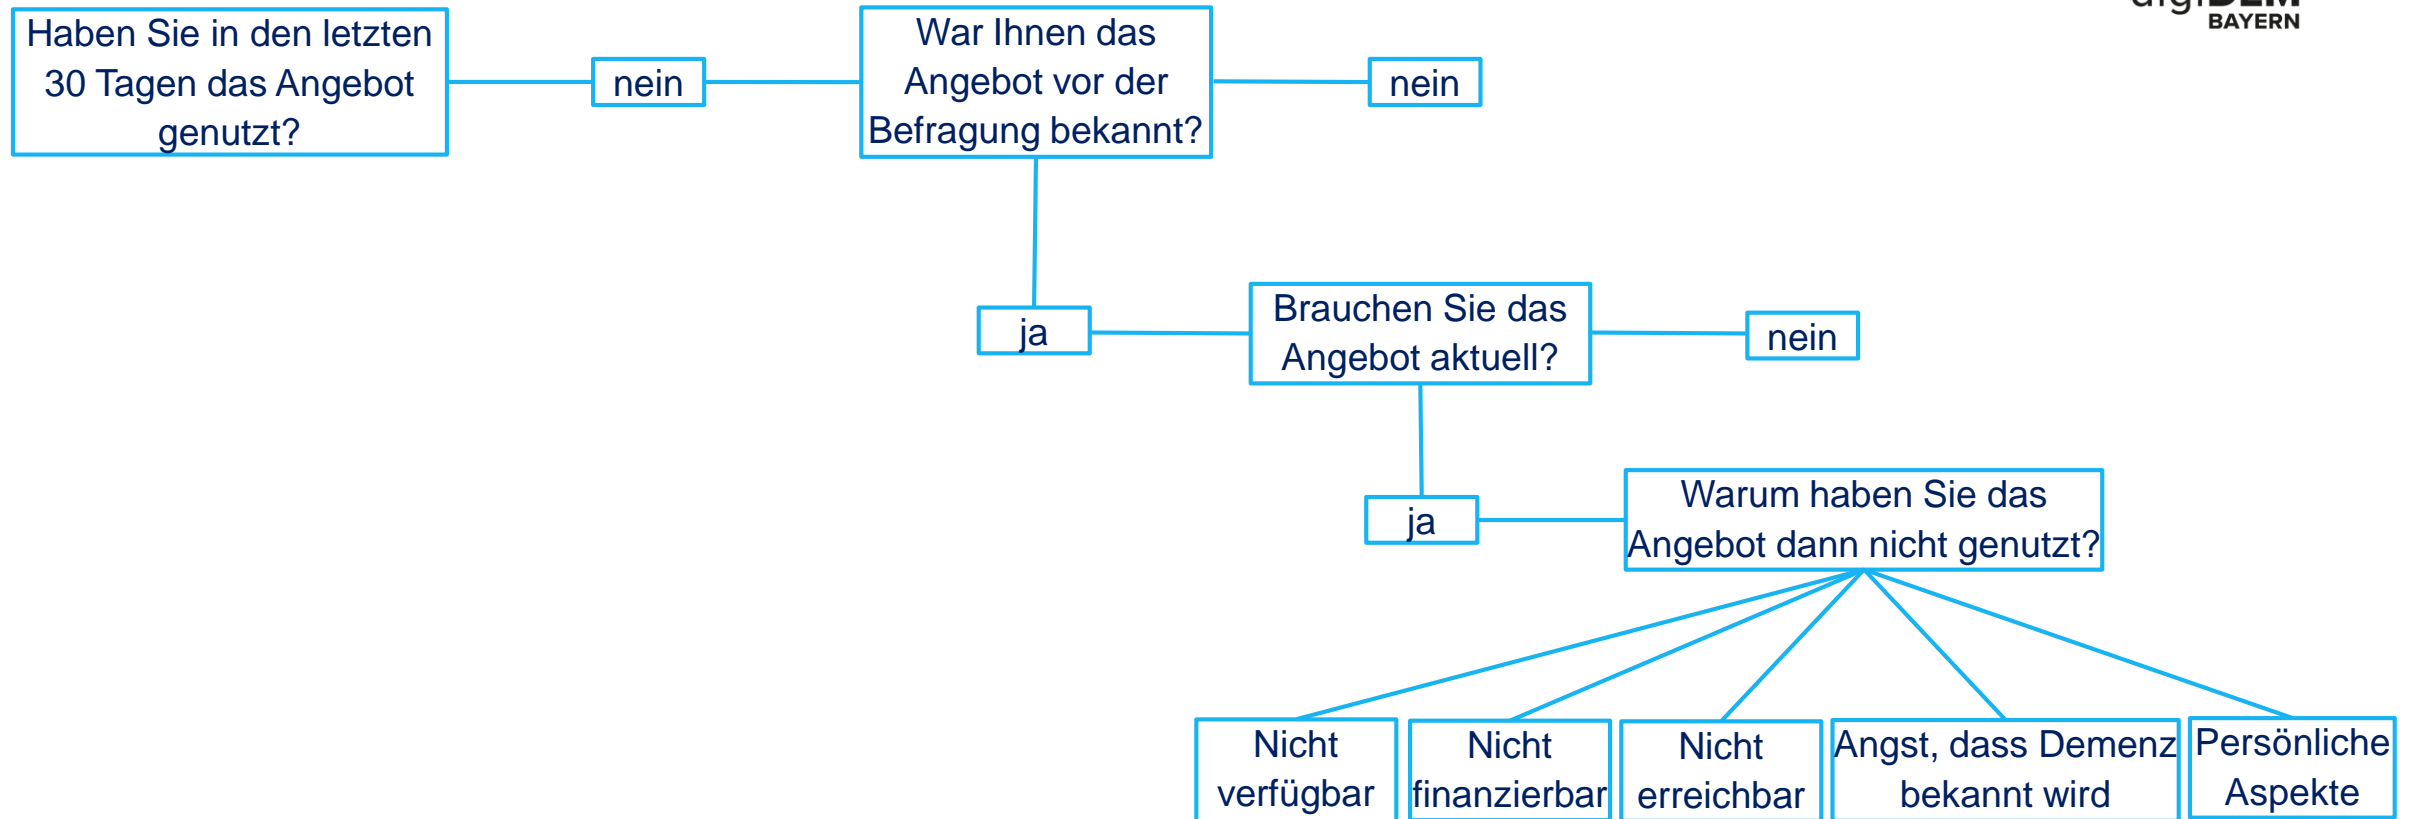 digiDEM
BAYERN
Haben Sie in den letzten
30 Tagen das Angebot
genutzt?
nein
War Ihnen das
Angebot vor der
Befragung bekannt?
nein
ja
Brauchen Sie das
Angebot aktuell?
nein
ja
Warum haben Sie das
Angebot dann nicht genutzt?
Nicht
verfügbar
Nicht
finanzierbar
Nicht
erreichbar
Angst, dass Demenz
bekannt wird
Persönliche
Aspekte